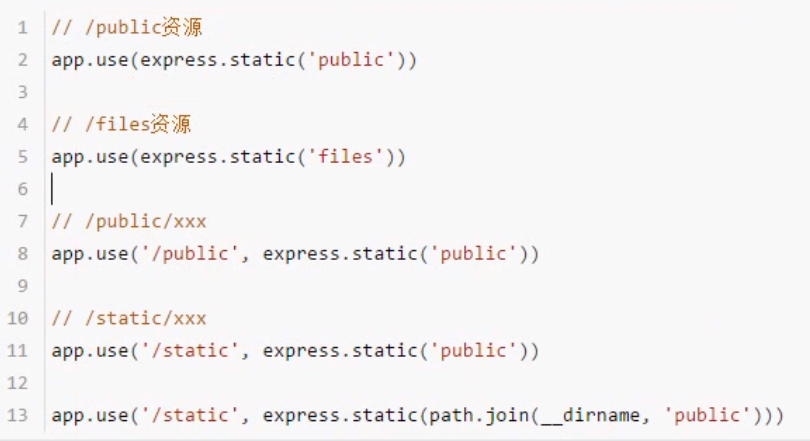 1 // /public资源
2 app.use(express.static('public'))
3
4 // /files资源
5 app.use(express.static('files'))
6
7 // /public/xxx
8 app.use('/public', express.static('public'))
9
10 // /static/xxx
11 app.use('/static', express.static('public'))
12
13 app.use('/static', express.static(path.join(__dirname, 'public')))